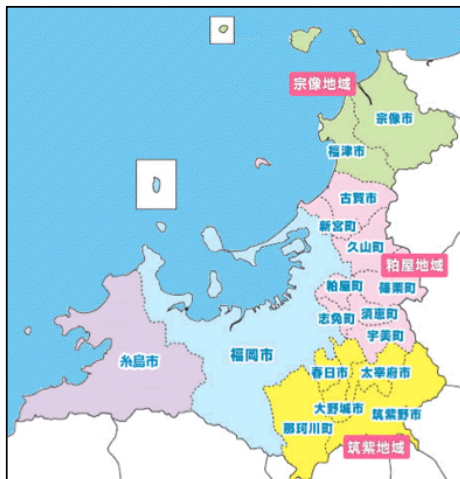 宗像地域
宗像市
福津市
古賀市
新宮町
久山町
粕屋地域
粕屋町
篠栗町
志免町
須恵町
宇美町
糸島市
福岡市
春日市
太宰府市
大野城市
筑紫野市
那珂川町
筑紫地域